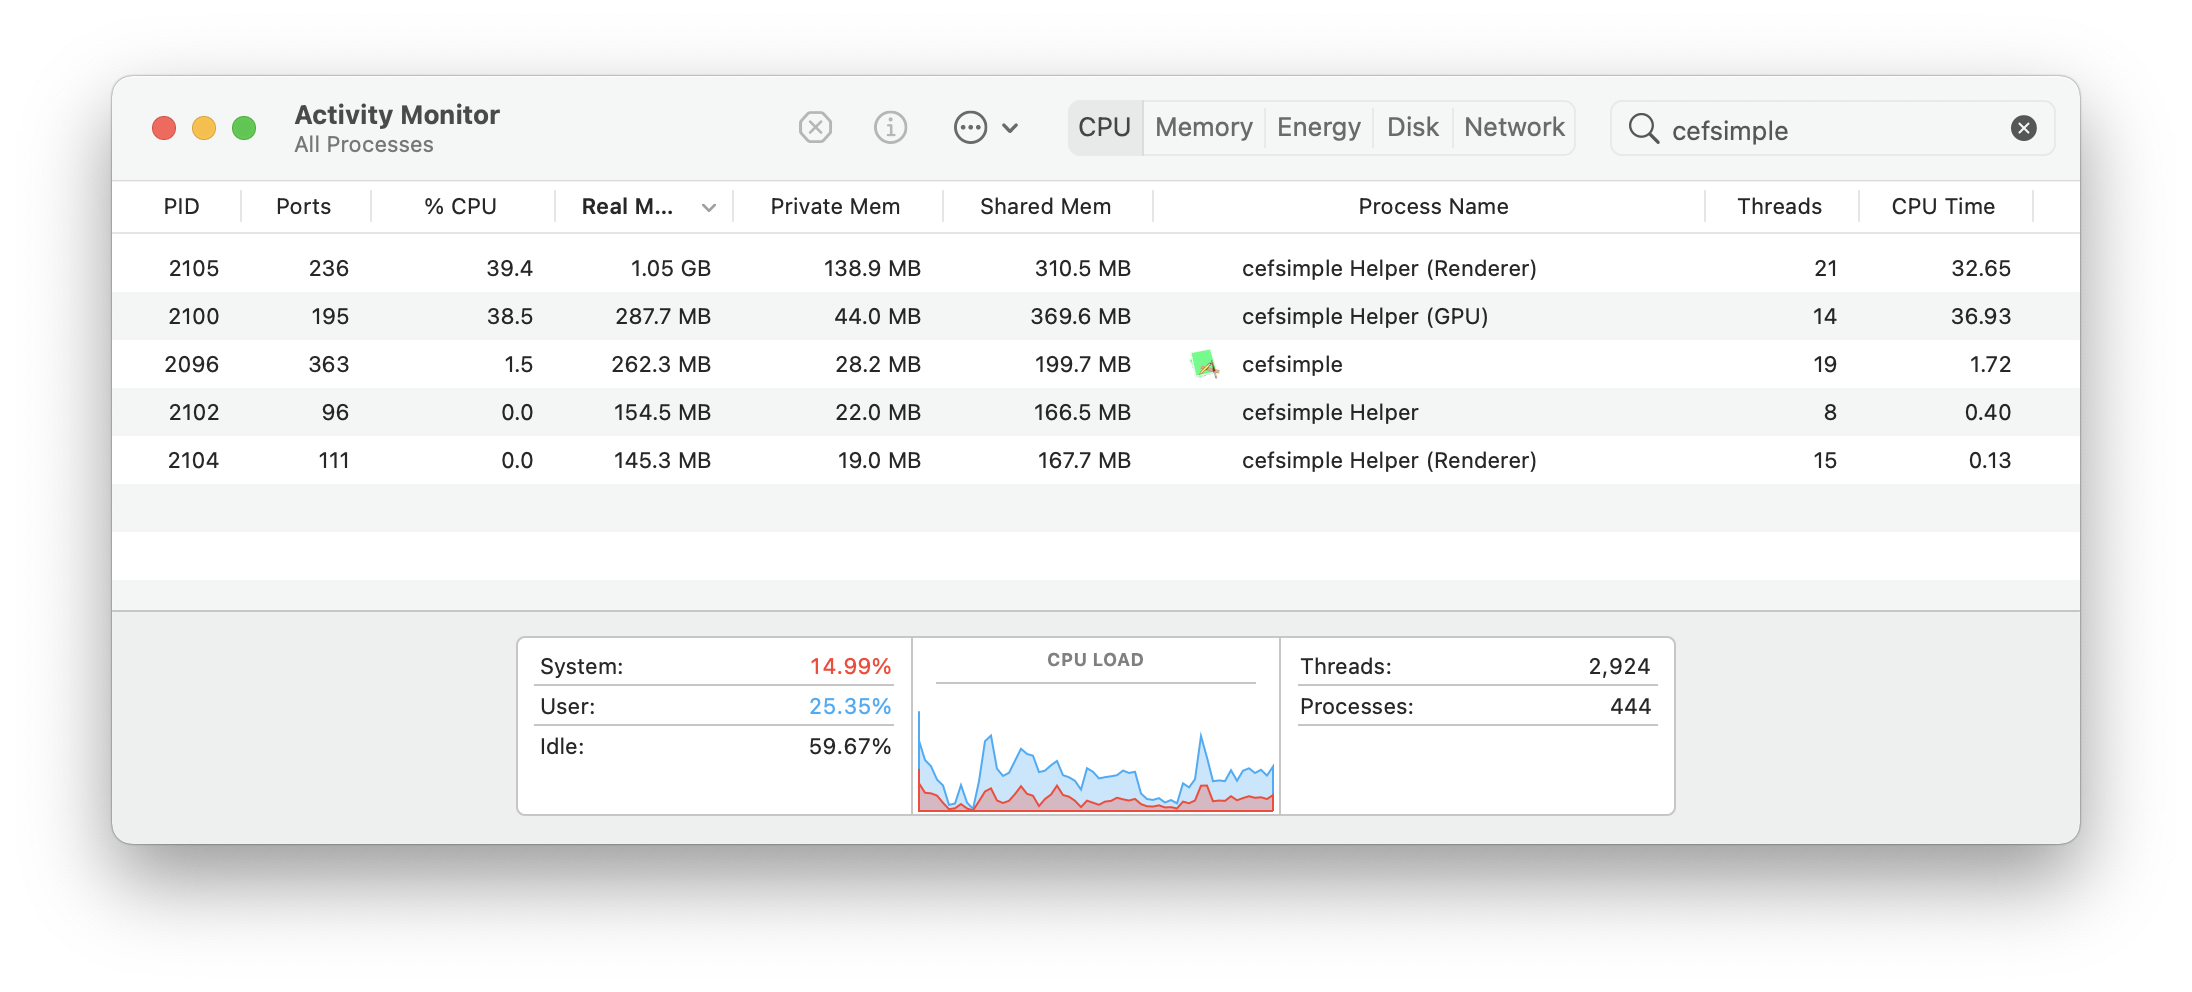 Activity Monitor
All Processes
CPU Memory Energy Disk Network
cefsimple
PID Ports % CPU Real M... Private Mem Shared Mem Process Name Threads CPU Time
2105 236 39.4 1.05 GB 138.9 MB 310.5 MB cefsimple Helper (Renderer) 21 32.65
2100 195 38.5 287.7 MB 44.0 MB 369.6 MB cefsimple Helper (GPU) 14 36.93
2096 363 1.5 262.3 MB 28.2 MB 199.7 MB cefsimple 19 1.72
2102 96 0.0 154.5 MB 22.0 MB 166.5 MB cefsimple Helper 8 0.40
2104 111 0.0 145.3 MB 19.0 MB 167.7 MB cefsimple Helper (Renderer) 15 0.13
System: 14.99%
User: 25.35%
Idle: 59.67%
CPU LOAD
Threads: 2,924
Processes: 444